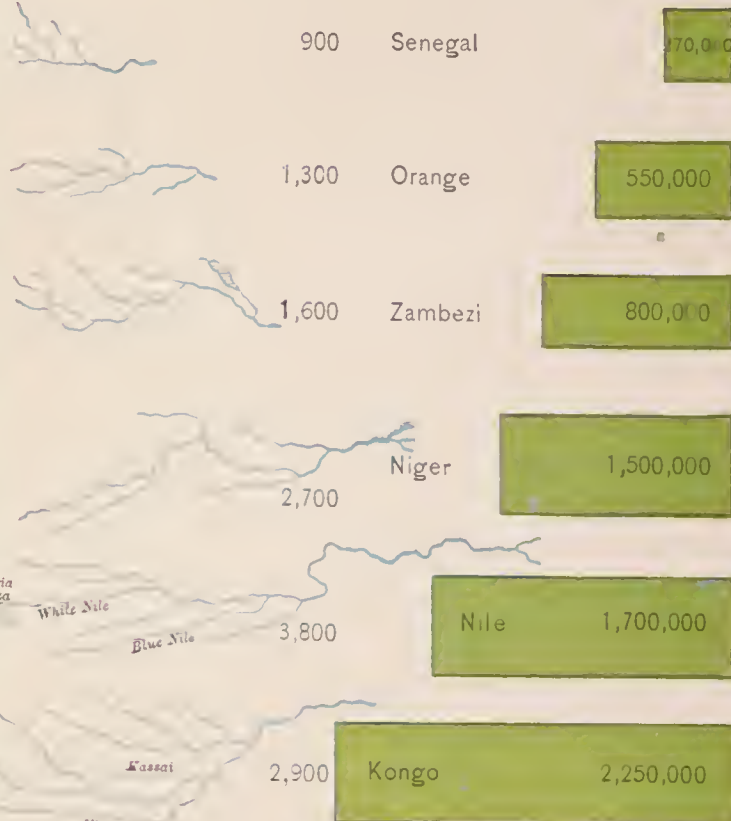 900 Senegal
1,300 Orange 550,000
1,600 Zambezi 800,000
Niger 1,500,000
2,700
White Nile
Blue Nile 3,800 Nile 1,700,000
Kassai 2,900 Kongo 2,250,000